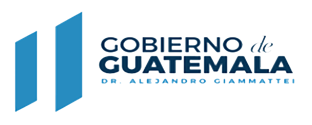 GOBIERNO de
GUATEMALA
DR. ALEJANDRO GIAMMATTEI